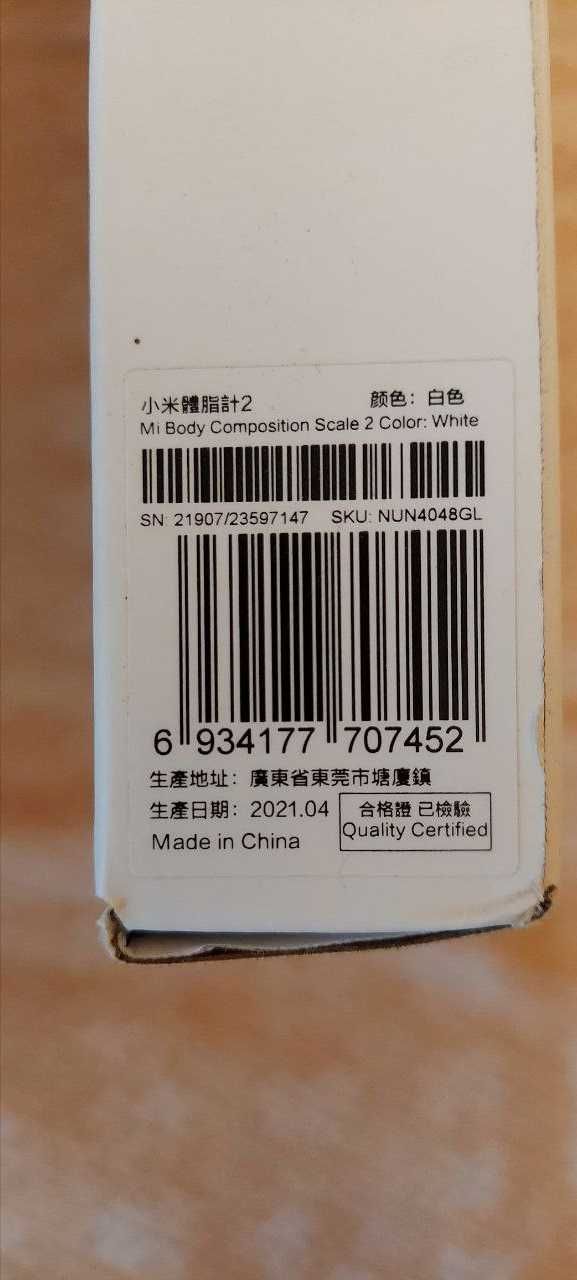 小米體脂計2 颜色：白色
Mi Body Composition Scale 2 Color: White
SN: 21907/23597147 SKU: NUN4048GL
6 934177 707452
生產地址：廣東省東莞市塘廈鎮
生產日期：2021.04
合格證 已檢驗
Quality Certified
Made in China